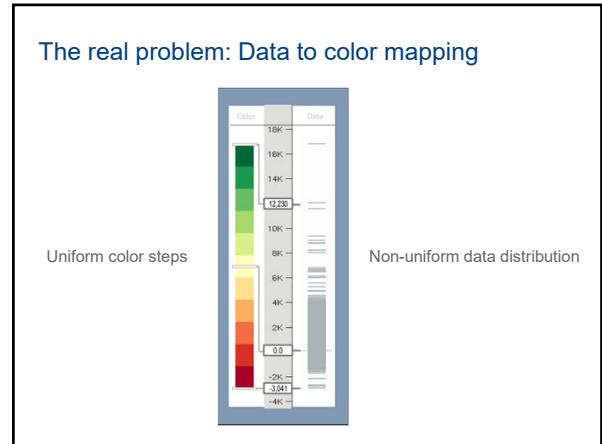 The real problem: Data to color mapping
Color
Data
18K
16K
14K
12,230
10K
8K
6K
4K
2K
0.0
-2K
-3,041
-4K
Uniform color steps
Non-uniform data distribution